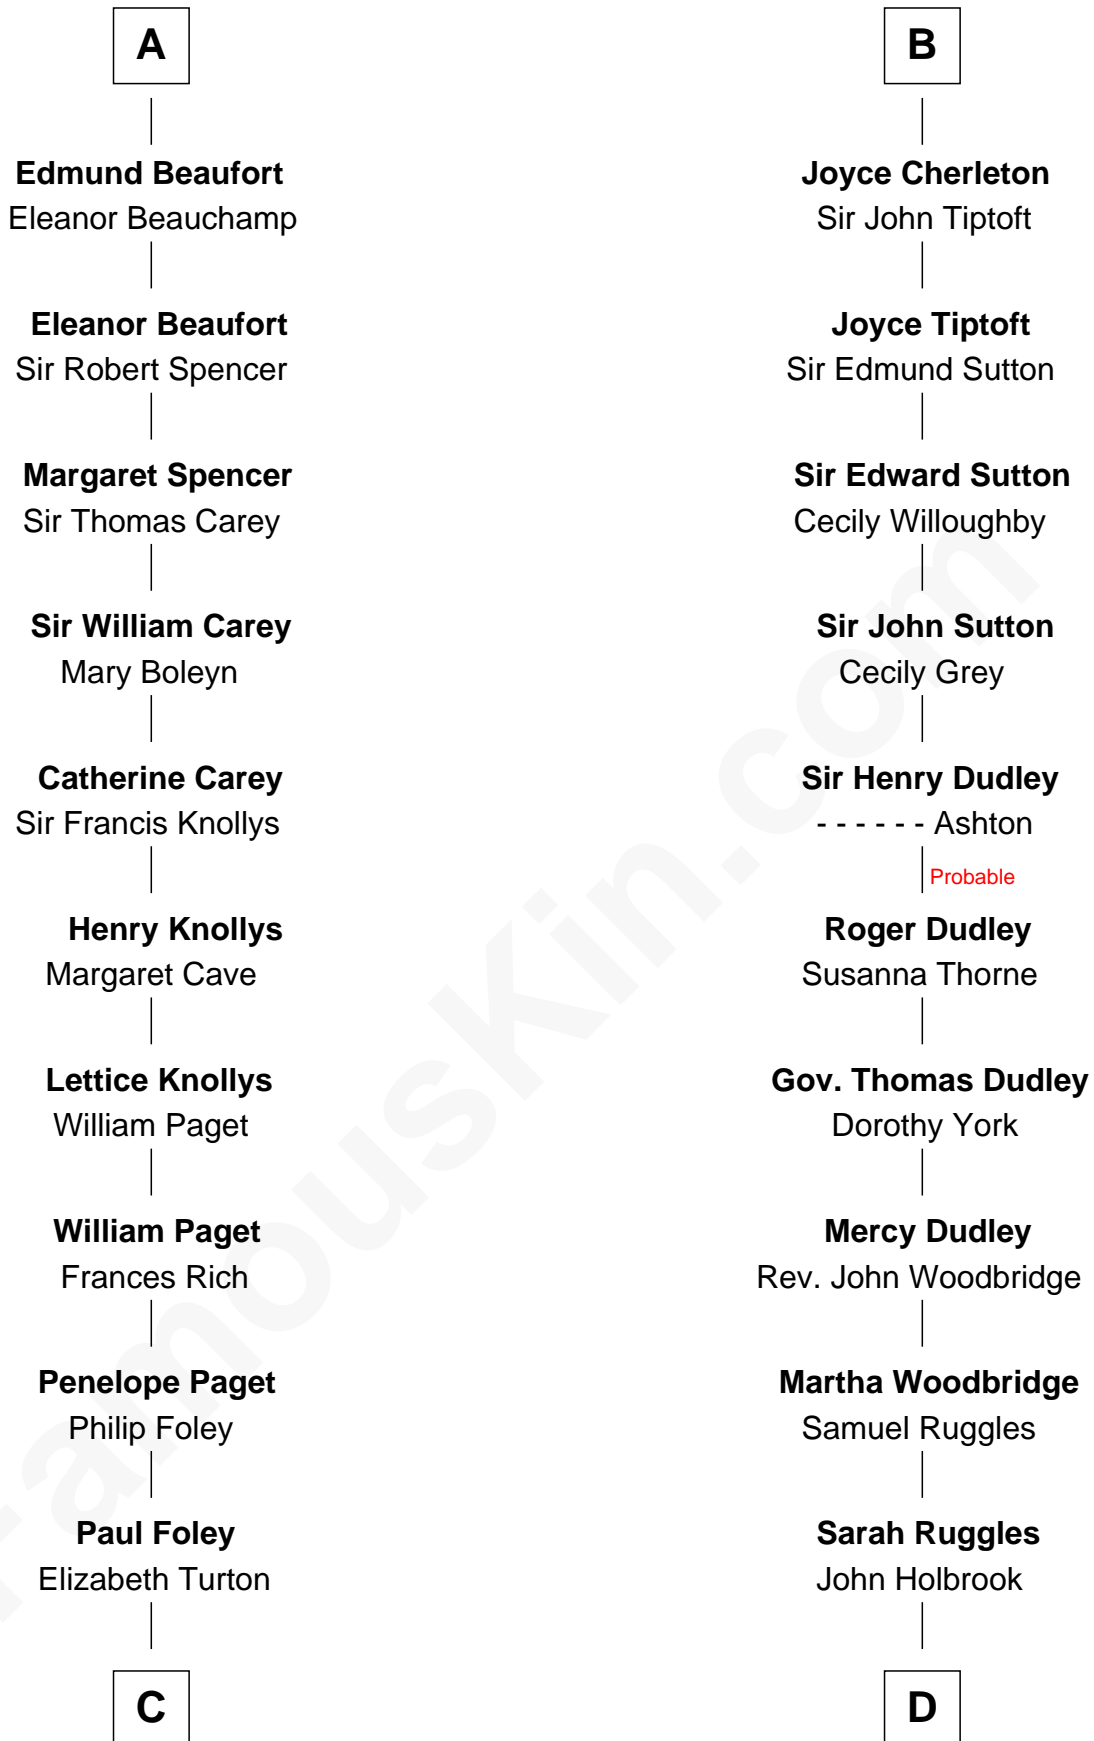 A
Edmund Beaufort
Eleanor Beauchamp
Eleanor Beaufort
Sir Robert Spencer
Margaret Spencer
Sir Thomas Carey
Sir William Carey
Mary Boleyn
Catherine Carey
Sir Francis Knollys
Henry Knollys
Margaret Cave
Lettice Knollys
William Paget
William Paget
Frances Rich
Penelope Paget
Philip Foley
Paul Foley
Elizabeth Turton
C
B
Joyce Cherleton
Sir John Tiptoft
Joyce Tiptoft
Sir Edmund Sutton
Sir Edward Sutton
Cecily Willoughby
Sir John Sutton
Cecily Grey
Sir Henry Dudley
- - - - - - Ashton
Probable
Roger Dudley
Susanna Thorne
Gov. Thomas Dudley
Dorothy York
Mercy Dudley
Rev. John Woodbridge
Martha Woodbridge
Samuel Ruggles
Sarah Ruggles
John Holbrook
D
FamousKin.com